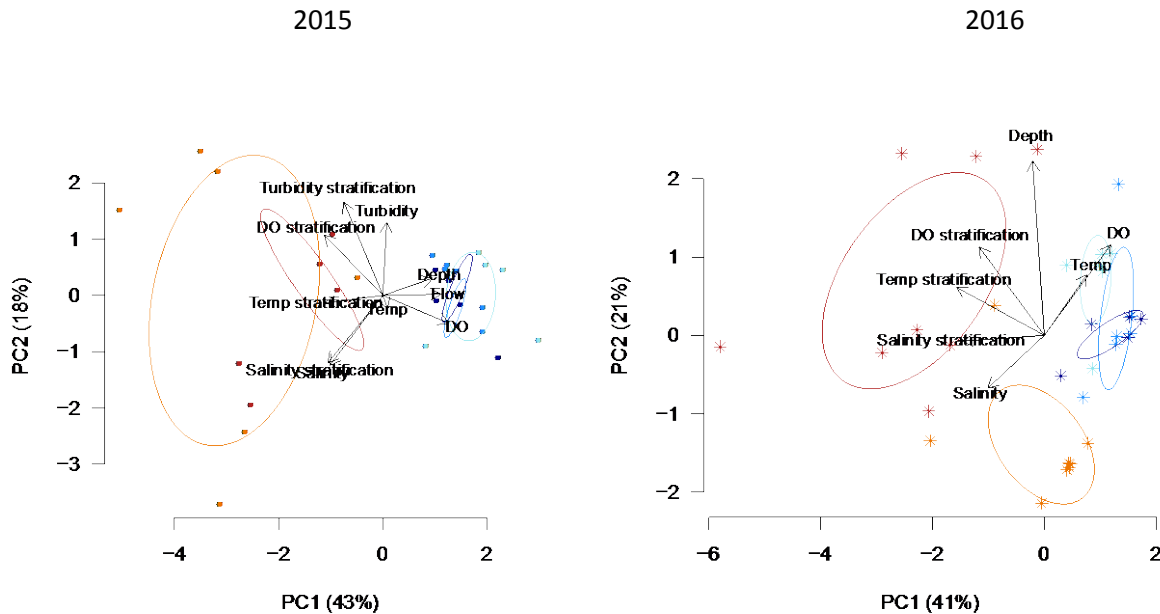 2015
2016
2
1
0
−1
−2
−3
PC2 (18%)
Turbidity stratification
Turbidity
DO stratification
Depth
Flow
Temp stratification
Temp
DO
Salinity stratification
Salinity
−4
−2
0
2
PC1 (43%)
2
1
0
−1
−2
PC2 (21%)
Depth
DO
DO stratification
Temp
Temp stratification
Salinity stratification
Salinity
−6
−4
−2
0
2
PC1 (41%)